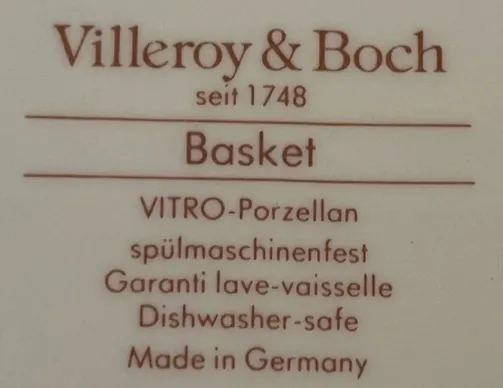 Villeroy & Boch
seit 1748
Basket
VITRO-Porzellan
spülmaschinenfest
Garanti lave-vaisselle
Dishwasher-safe
Made in Germany